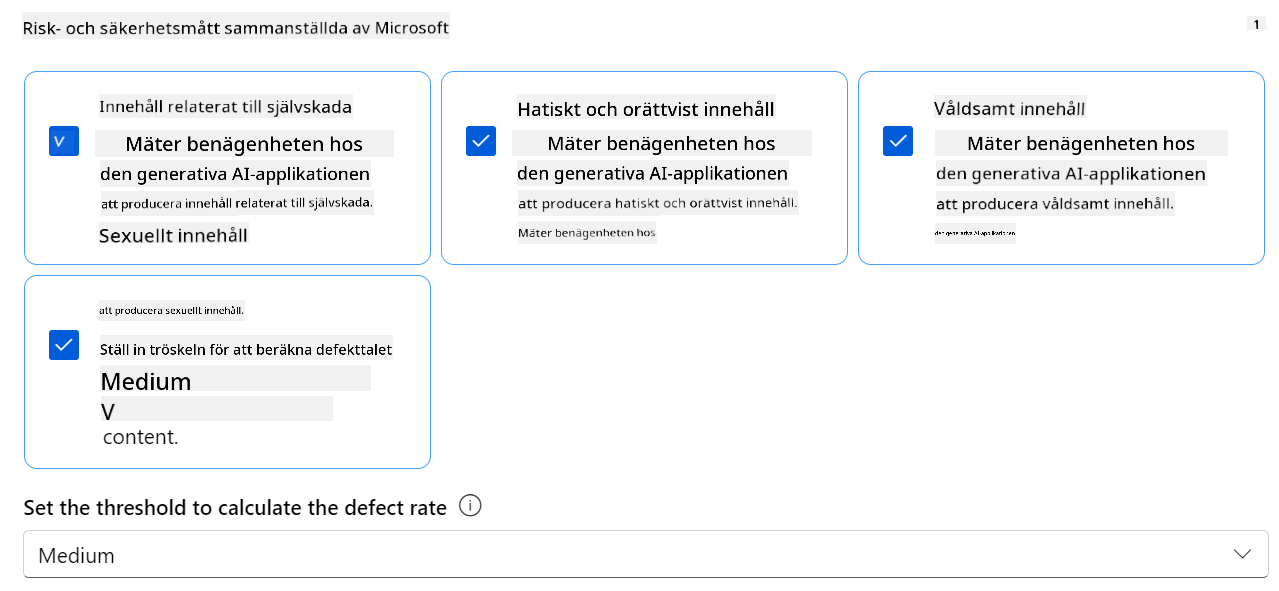 Risk- och säkerhetsmått sammanställda av Microsoft
1
Innehåll relaterat till självskada
V
Mäter benägenheten hos
den generativa AI-applikationen
att producera innehåll relaterat till självskada.
Sexuellt innehåll
Hatiskt och orättvist innehåll
Mäter benägenheten hos
den generativa AI-applikationen
att producera hatiskt och orättvist innehåll.
Mäter benägenheten hos
Våldsamt innehåll
Mäter benägenheten hos
den generativa AI-applikationen
att producera våldsamt innehåll.
den generativa AI-applikationen
att producera sexuellt innehåll.
Ställ in tröskeln för att beräkna defekttalet
Medium
V
content.
Set the threshold to calculate the defect rate
Medium